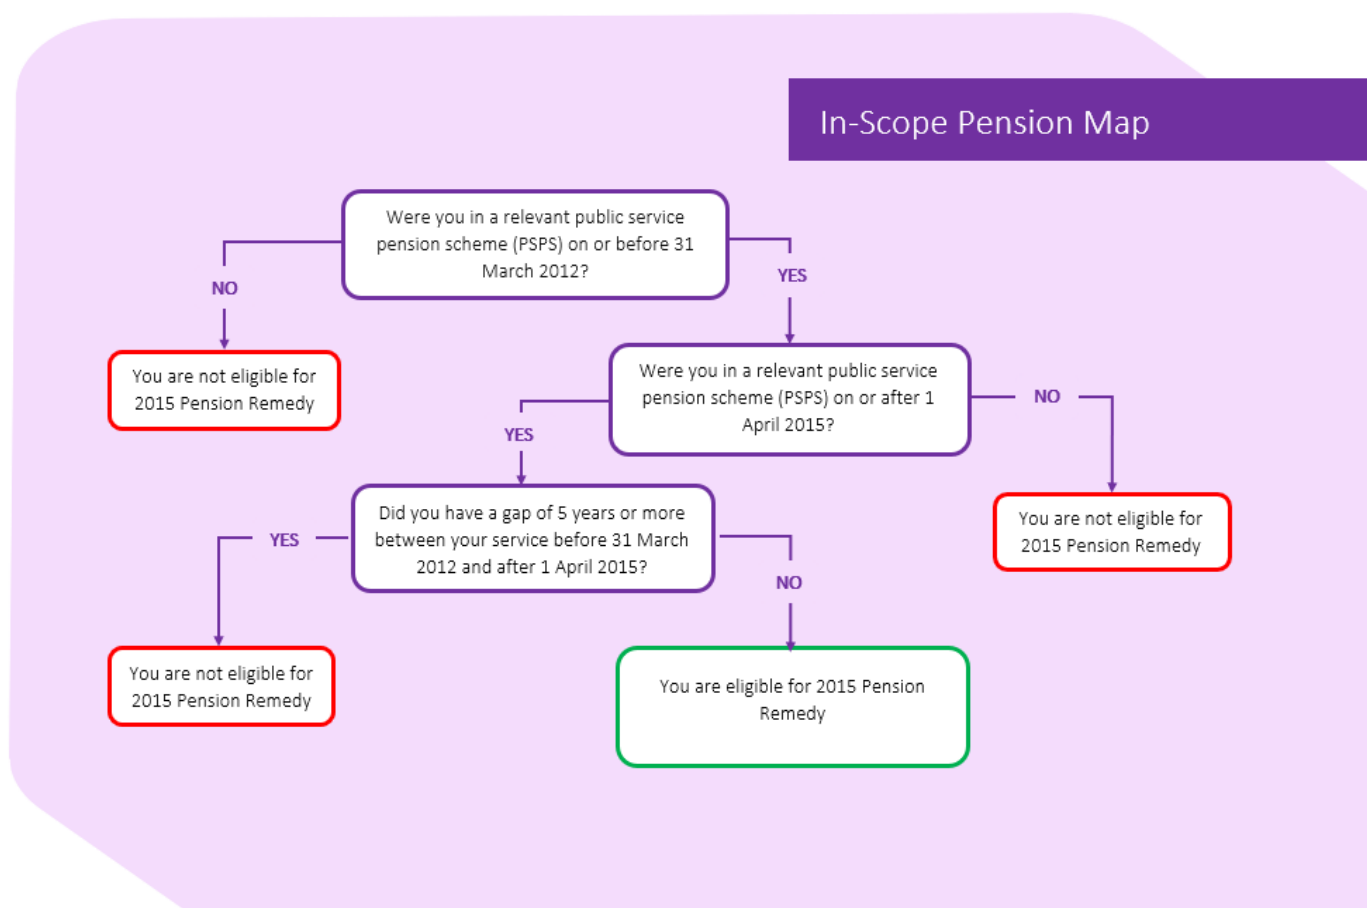 In-Scope Pension Map
Were you in a relevant public service
pension scheme (PSPS) on or before 31
March 2012?
NO
YES
You are not eligible for
2015 Pension Remedy
Were you in a relevant public service
pension scheme (PSPS) on or after 1
April 2015?
YES
NO
Did you have a gap of 5 years or more
between your service before 31 March
2012 and after 1 April 2015?
You are not eligible for
2015 Pension Remedy
YES
NO
You are not eligible for
2015 Pension Remedy
You are eligible for 2015 Pension
Remedy